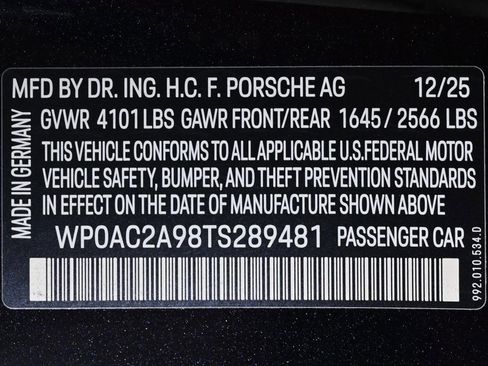 MFD BY DR. ING. H.C. F. PORSCHE AG 12/25
GVWR 4101 LBS GAWR FRONT/REAR 1645 / 2566 LBS
THIS VEHICLE CONFORMS TO ALL APPLICABLE U.S.FEDERAL MOTOR
VEHICLE SAFETY, BUMPER, AND THEFT PREVENTION STANDARDS
IN EFFECT ON THE DATE OF MANUFACTURE SHOWN ABOVE
WP0AC2A98TS289481 PASSENGER CAR
MADE IN GERMANY
992.010.534.D